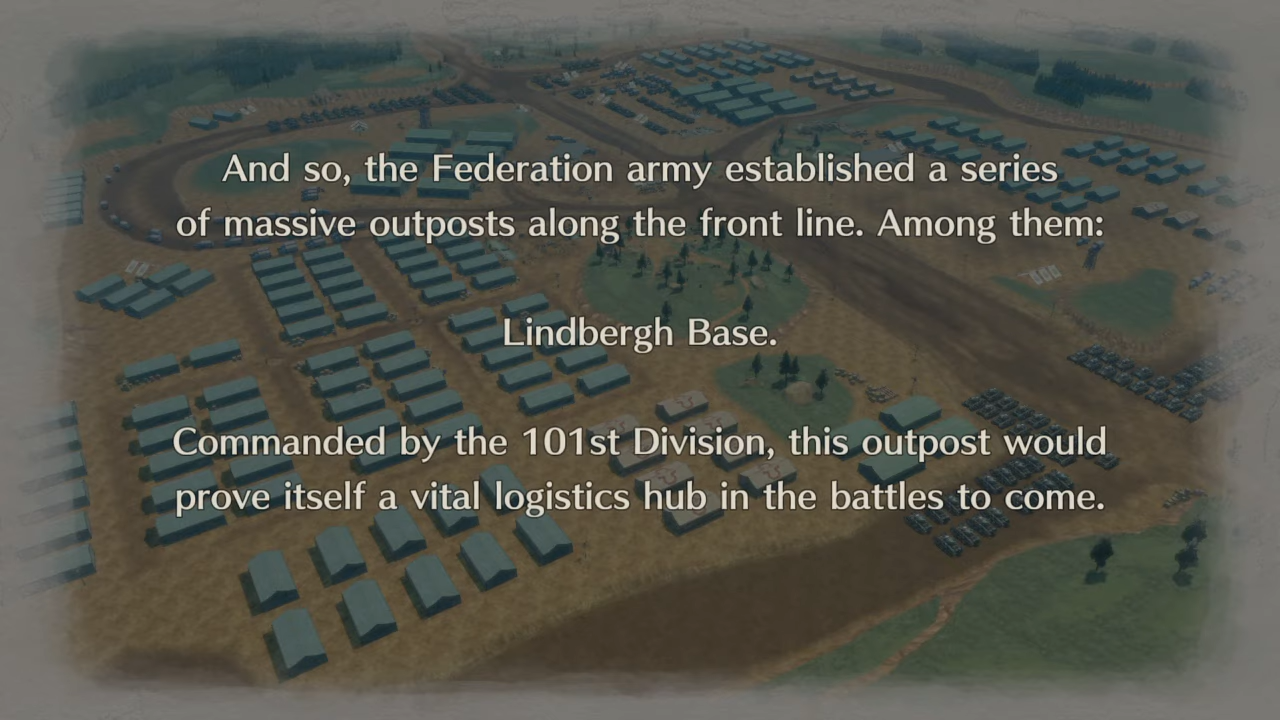 And so, the Federation army established a series
of massive outposts along the front line. Among them:
Lindbergh Base.
Commanded by the 101st Division, this outpost would
prove itself a vital logistics hub in the battles to come.